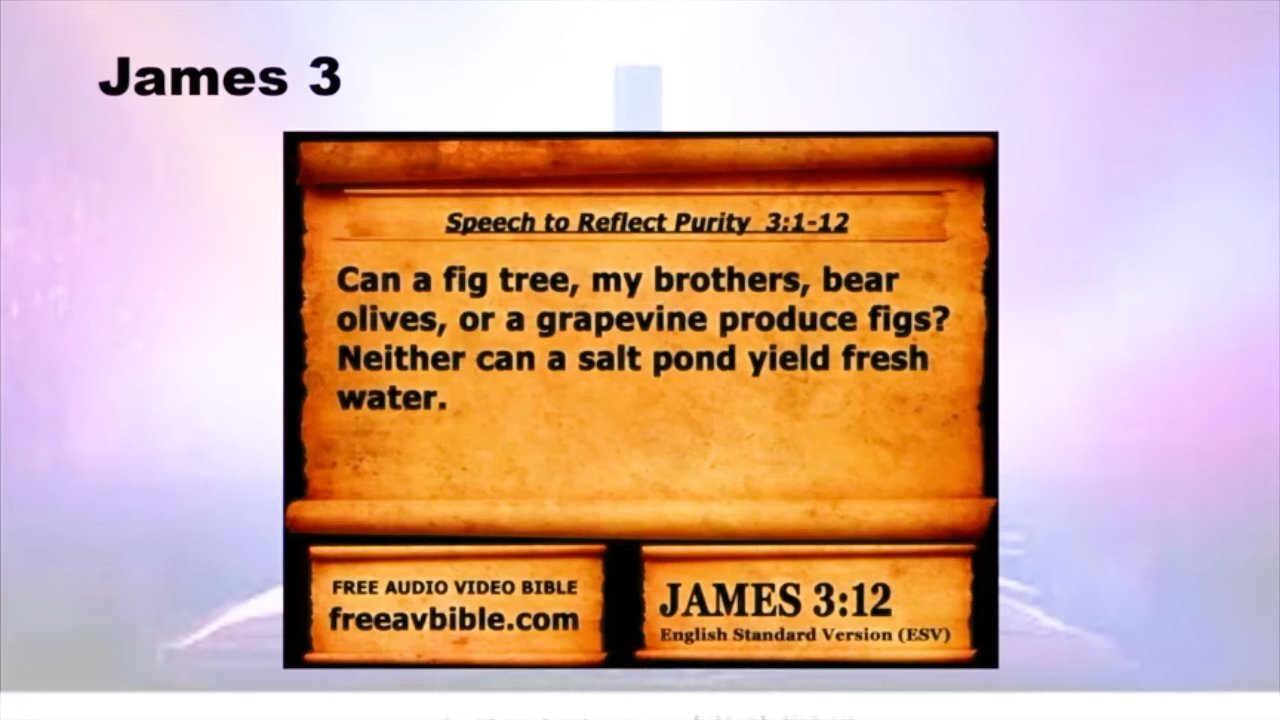 James 3
Speech to Reflect Purity 3:1-12
Can a fig tree, my brothers, bear
olives, or a grapevine produce figs?
Neither can a salt pond yield fresh
water.
FREE AUDIO VIDEO BIBLE
freeavbible.com
JAMES 3:12
English Standard Version (ESV)